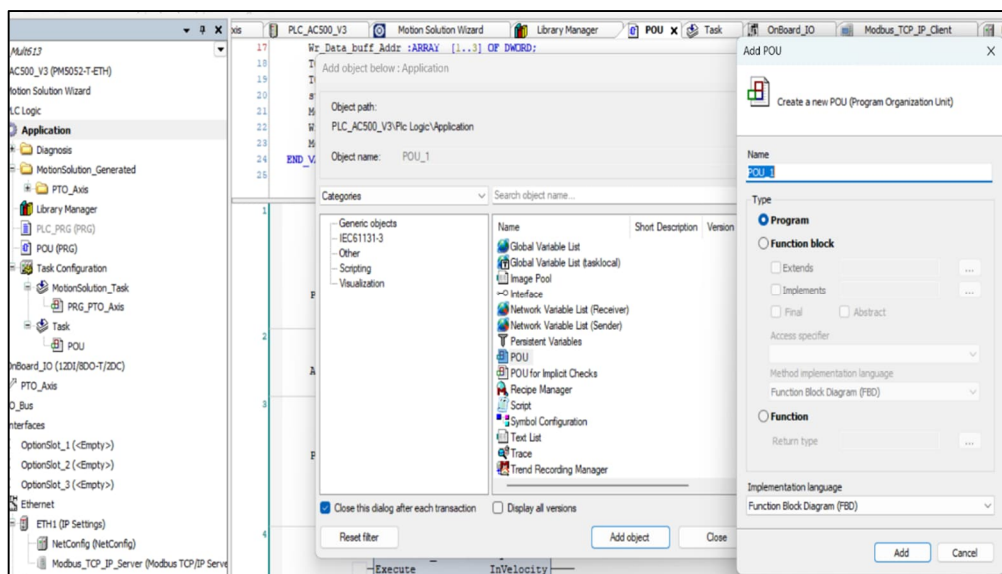 xis
PLC_AC500_V3
Motion Solution Wizard
Library Manager
POU
Task
OnBoard_IO
Modbus_TCP_IP_Client
Mult613
AC500_V3 (PM5052-T-ETH)
otion Solution Wizard
LC Logic
Application
Diagnosis
MotionSolution_Generated
PTO_Axis
Library Manager
PLC_PRG (PRG)
POU (PRG)
Task Configuration
MotionSolution_Task
PRG_PTO_Axis
Task
POU
nBoard_IO (12DI/8DO-T/2DC)
PTO_Axis
O_Bus
nterfaces
OptionSlot_1 (<Empty>)
OptionSlot_2 (<Empty>)
OptionSlot_3 (<Empty>)
Ethernet
ETH1 (IP Settings)
NetConfig (NetConfig)
Modbus_TCP_IP_Server (Modbus TCP/IP Serve
17 Wr_Data_buff_Addr :ARRAY [1..3] OF DWORD;
18
19
20
21
22
23
24 END_VA
25
1
2
3
4
Execute InVelocity
Add object below : Application
Object path:
PLC_AC500_V3\Plc Logic\Application
Object name: POU_1
Categories
Search object name...
Generic objects
IEC61131-3
Other
Scripting
Visualization
Name Short Description Version
Global Variable List
Global Variable List (tasklocal)
Image Pool
Interface
Network Variable List (Receiver)
Network Variable List (Sender)
Persistent Variables
POU
POU for Implicit Checks
Recipe Manager
Script
Symbol Configuration
Text List
Trace
Trend Recording Manager
Close this dialog after each transaction
Display all versions
Reset filter
Add object
Close
Add POU
Create a new POU (Program Organization Unit)
Name
POU_1
Type
Program
Function block
Extends ...
Implements ...
Final Abstract
Access specifier
Method implementation language
Function Block Diagram (FBD)
Function
Return type ...
Implementation language
Function Block Diagram (FBD)
Add
Cancel